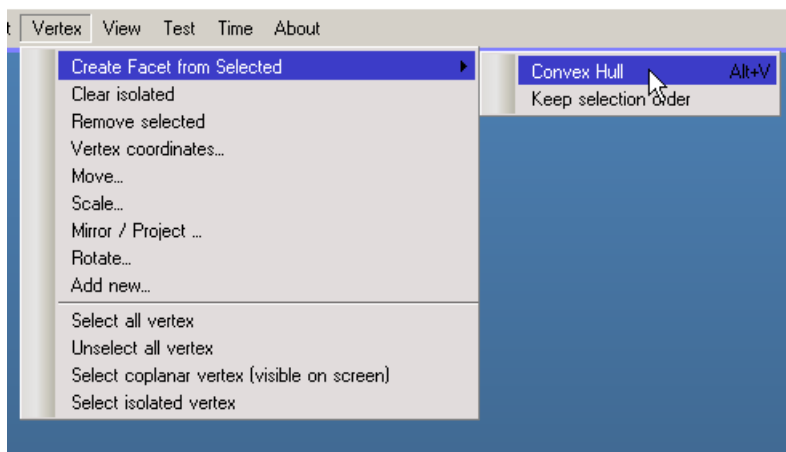 t Vertex View Test Time About
Create Facet from Selected
Convex Hull Alt+V
Clear isolated
Keep selection order
Remove selected
Vertex coordinates...
Move...
Scale...
Mirror / Project ...
Rotate...
Add new...
Select all vertex
Unselect all vertex
Select coplanar vertex (visible on screen)
Select isolated vertex